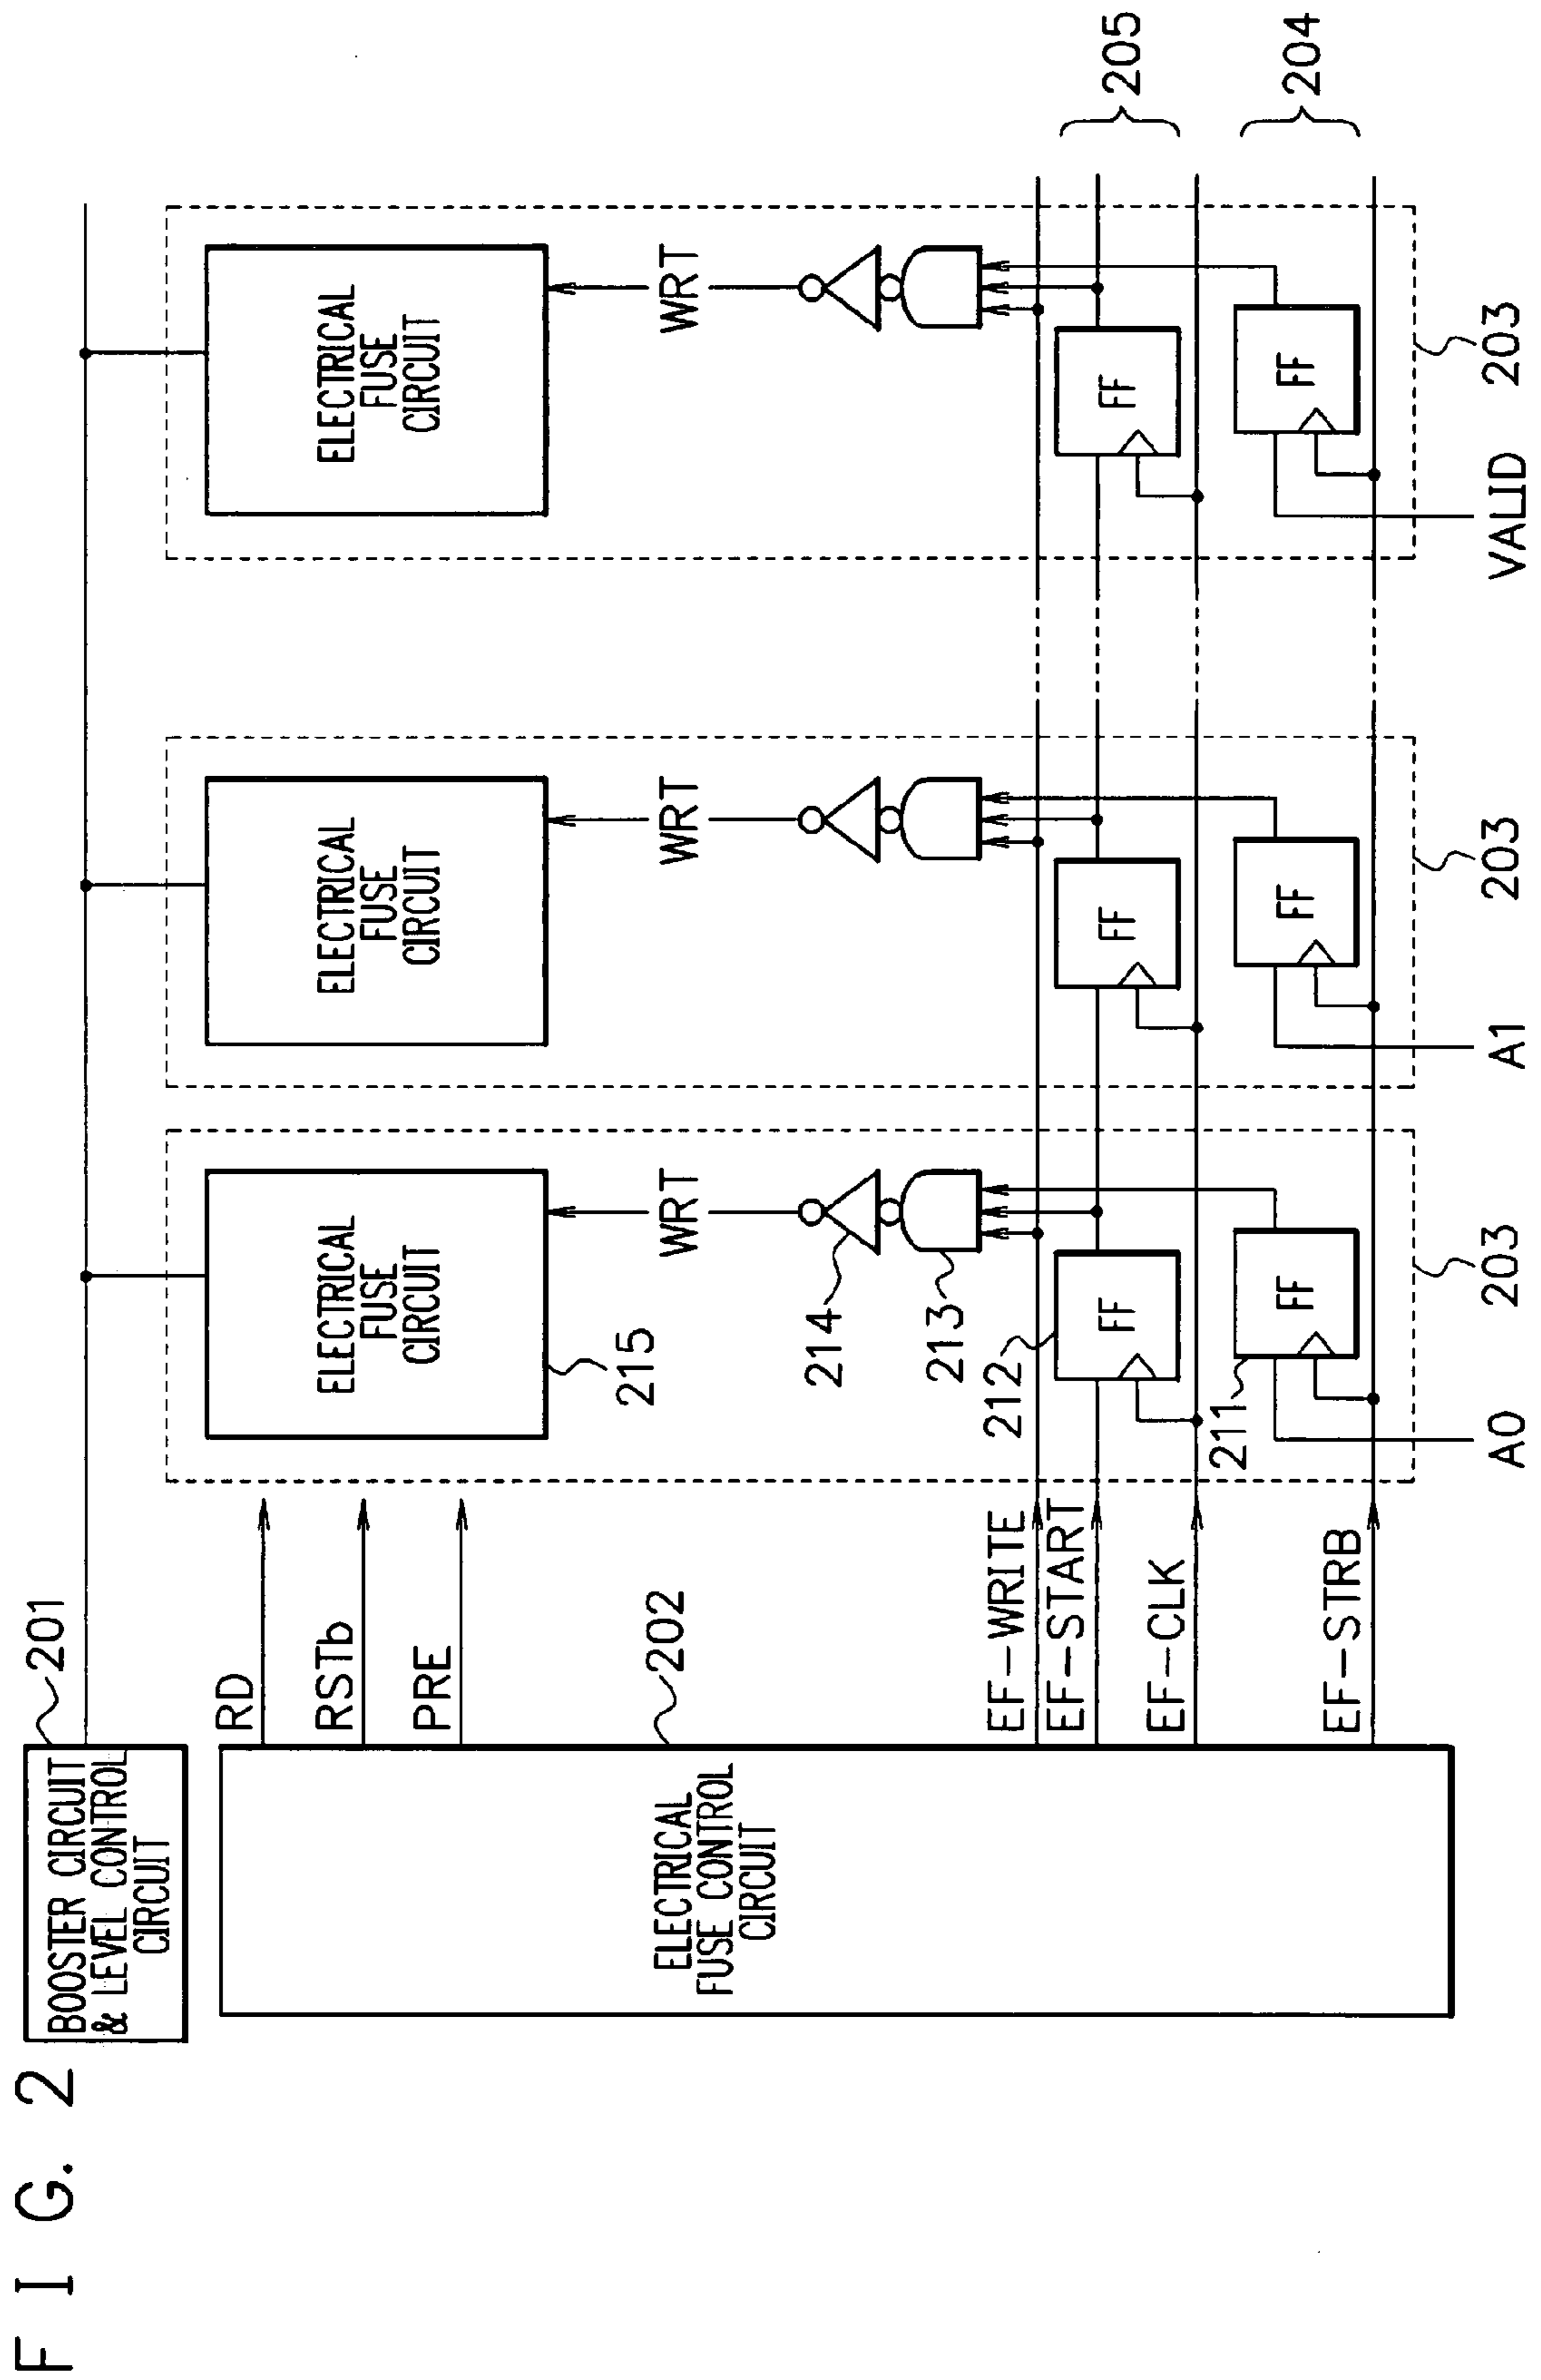 FIG. 2
BOOSTER CIRCUIT
& LEVEL CONTROL
CIRCUIT
201
ELECTRICAL
FUSE CONTROL
CIRCUIT
202
RD
RSTb
PRE
EF-WRITE
EF-START
EF-CLK
EF-STRB
ELECTRICAL
FUSE
CIRCUIT
215
WRT
214
213
212
FF
211
FF
A0
203
ELECTRICAL
FUSE
CIRCUIT
WRT
FF
FF
A1
203
ELECTRICAL
FUSE
CIRCUIT
WRT
FF
FF
VALID
203
205
204